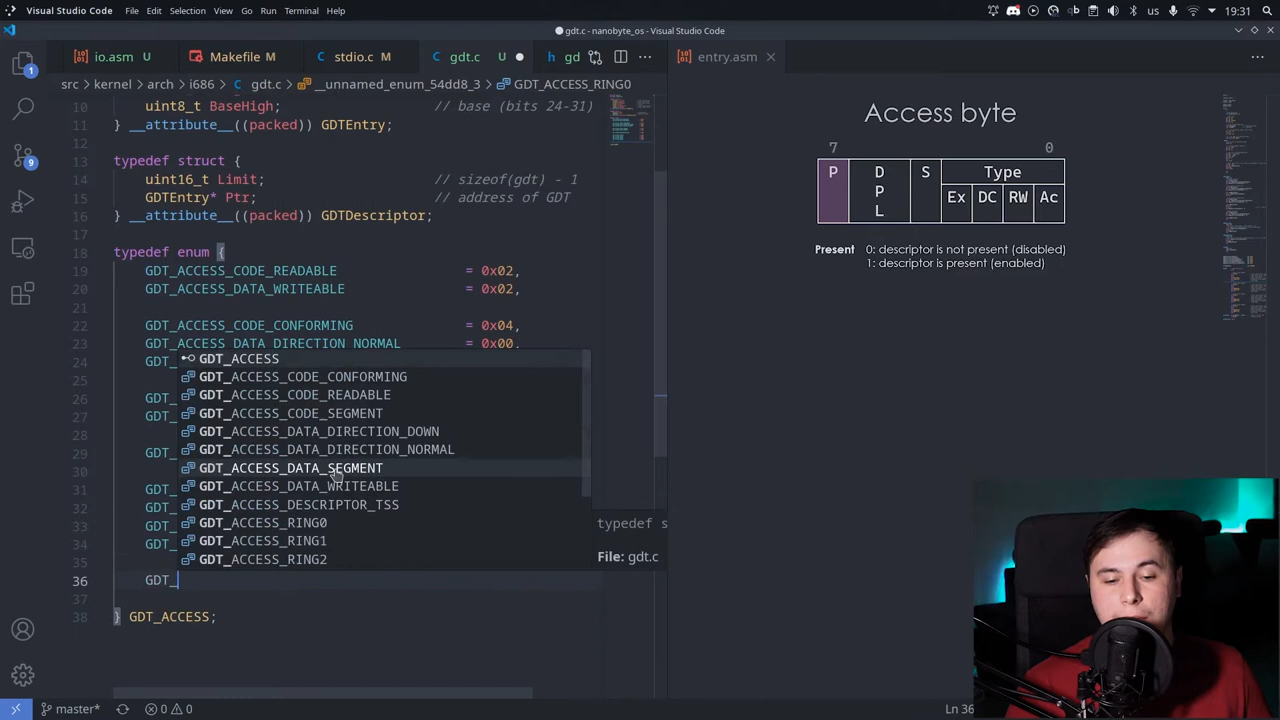 Visual Studio Code File Edit Selection View Go Run Terminal Help us 19:31
gdt.c - nanobyte_os - Visual Studio Code
io.asm U Makefile U stdio.c M gdt.c U gd entry.asm
src > kernel > arch > i686 > gdt.c > __unnamed_enum_54dd8_3 > GDT_ACCESS_RING0
10 uint8_t BaseHigh; // base (bits 24-31)
11 } __attribute__((packed)) GDTEntry;
12
13 typedef struct {
14 uint16_t Limit; // sizeof(gdt) - 1
15 GDTEntry* Ptr; // address of GDT
16 } __attribute__((packed)) GDTDescriptor;
17
18 typedef enum {
19 GDT_ACCESS_CODE_READABLE = 0x02,
20 GDT_ACCESS_DATA_WRITEABLE = 0x02,
21
22 GDT_ACCESS_CODE_CONFORMING = 0x04,
23 GDT_ACCESS_DATA_DIRECTION_NORMAL = 0x00,
24 GDT_
25
26 GDT_
27 GDT_
28
29 GDT_
30
31 GDT_
32 GDT_
33 GDT_
34 GDT_
35
36 GDT_
37
38 } GDT_ACCESS;
GDT_ACCESS
GDT_ACCESS_CODE_CONFORMING
GDT_ACCESS_CODE_READABLE
GDT_ACCESS_CODE_SEGMENT
GDT_ACCESS_DATA_DIRECTION_DOWN
GDT_ACCESS_DATA_DIRECTION_NORMAL
GDT_ACCESS_DATA_SEGMENT
GDT_ACCESS_DATA_WRITEABLE
GDT_ACCESS_DESCRIPTOR_TSS
GDT_ACCESS_RING0
GDT_ACCESS_RING1
GDT_ACCESS_RING2
typedef s
File: gdt.c
Access byte
7 0
P D P L S Type
Ex DC RW Ac
Present 0: descriptor is not present (disabled)
1: descriptor is present (enabled)
1
9
master* 0 0 Ln 36